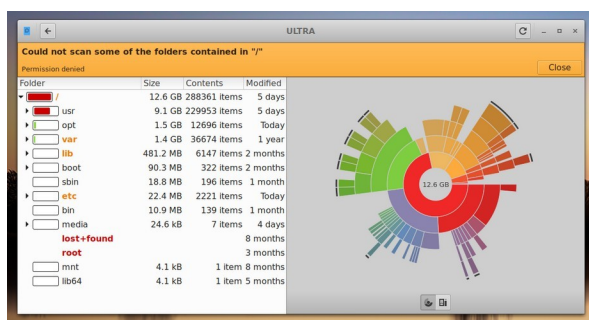 ULTRA
Could not scan some of the folders contained in "/"
Permission denied
Close
Folder Size Contents Modified
/ 12.6 GB 288361 items 5 days
usr 9.1 GB 229953 items 5 days
opt 1.5 GB 12696 items Today
var 1.4 GB 36674 items 1 year
lib 481.2 MB 6147 items 2 months
boot 90.3 MB 322 items 2 months
sbin 18.8 MB 196 items 1 month
etc 22.4 MB 2221 items Today
bin 10.9 MB 139 items 1 month
media 24.6 kB 7 items 4 days
lost+found 8 months
root 3 months
mnt 4.1 kB 1 item 8 months
lib64 4.1 kB 1 item 5 months
12.6 GB